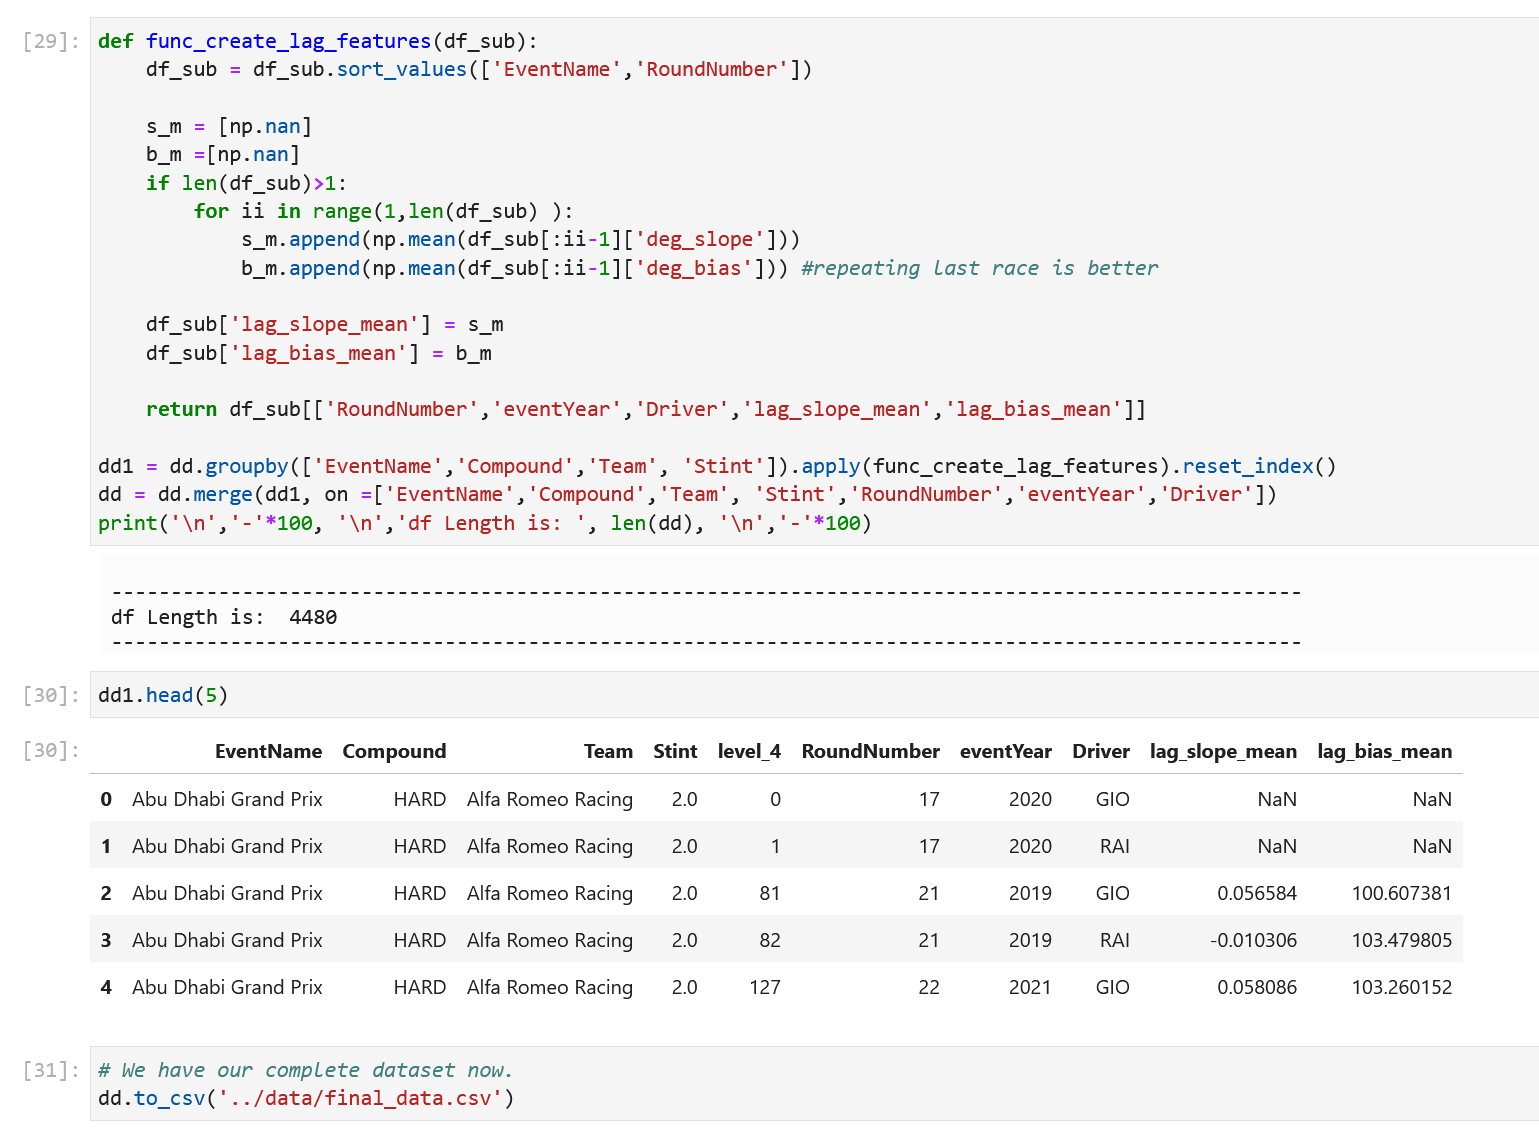 [29]: def func_create_lag_features(df_sub):
    df_sub = df_sub.sort_values(['EventName','RoundNumber'])
    s_m = [np.nan]
    b_m =[np.nan]
    if len(df_sub)>1:
        for ii in range(1,len(df_sub) ):
            s_m.append(np.mean(df_sub[:ii-1]['deg_slope']))
            b_m.append(np.mean(df_sub[:ii-1]['deg_bias'])) #repeating last race is better
    df_sub['lag_slope_mean'] = s_m
    df_sub['lag_bias_mean'] = b_m
    return df_sub[['RoundNumber','eventYear','Driver','lag_slope_mean','lag_bias_mean']]
dd1 = dd.groupby(['EventName','Compound','Team', 'Stint']).apply(func_create_lag_features).reset_index()
dd = dd.merge(dd1, on =['EventName','Compound','Team', 'Stint','RoundNumber','eventYear','Driver'])
print('\n','-'*100, '\n','df Length is: ', len(dd), '\n','-'*100)
----------------------------------------------------------------------------------------------------
df Length is:  4480
----------------------------------------------------------------------------------------------------
[30]: dd1.head(5)
[30]: EventName Compound Team Stint level_4 RoundNumber eventYear Driver lag_slope_mean lag_bias_mean
0 Abu Dhabi Grand Prix HARD Alfa Romeo Racing 2.0 0 17 2020 GIO NaN NaN
1 Abu Dhabi Grand Prix HARD Alfa Romeo Racing 2.0 1 17 2020 RAI NaN NaN
2 Abu Dhabi Grand Prix HARD Alfa Romeo Racing 2.0 81 21 2019 GIO 0.056584 100.607381
3 Abu Dhabi Grand Prix HARD Alfa Romeo Racing 2.0 82 21 2019 RAI -0.010306 103.479805
4 Abu Dhabi Grand Prix HARD Alfa Romeo Racing 2.0 127 22 2021 GIO 0.058086 103.260152
[31]: # We have our complete dataset now.
dd.to_csv('../data/final_data.csv')